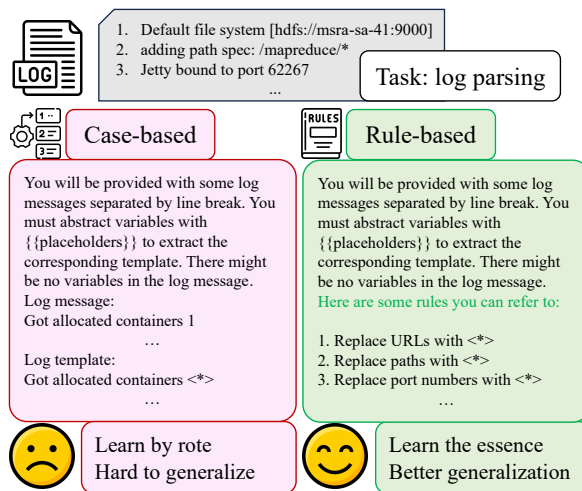 LOG
1. Default file system [hdfs://msra-sa-41:9000]
2. adding path spec: /mapreduce/*
3. Jetty bound to port 62267
...
Task: log parsing
1 ··
2 =
3 =
Case-based
You will be provided with some log
messages separated by line break. You
must abstract variables with
{{placeholders}} to extract the
corresponding template. There might
be no variables in the log message.
Log message:
Got allocated containers 1
…
Log template:
Got allocated containers <*>
…
Learn by rote
Hard to generalize
RULES
Rule-based
You will be provided with some log
messages separated by line break. You
must abstract variables with
{{placeholders}} to extract the
corresponding template. There might
be no variables in the log message.
Here are some rules you can refer to:
1. Replace URLs with <*>
2. Replace paths with <*>
3. Replace port numbers with <*>
…
Learn the essence
Better generalization